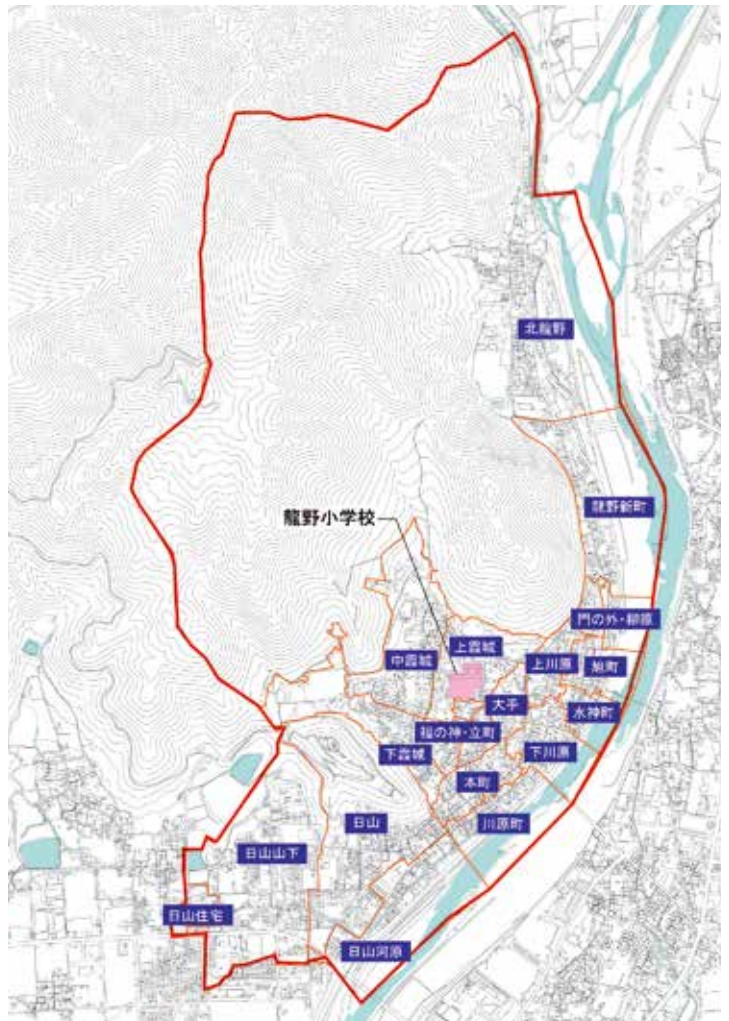 北龍野
龍野新町
龍野小学校
門の外・柳原
上霞城
中霞城
上川原
旭町
大手
水神町
福の神・立町
下霞城
下川原
本町
日山
川原町
日山山下
日山住宅
日山河原